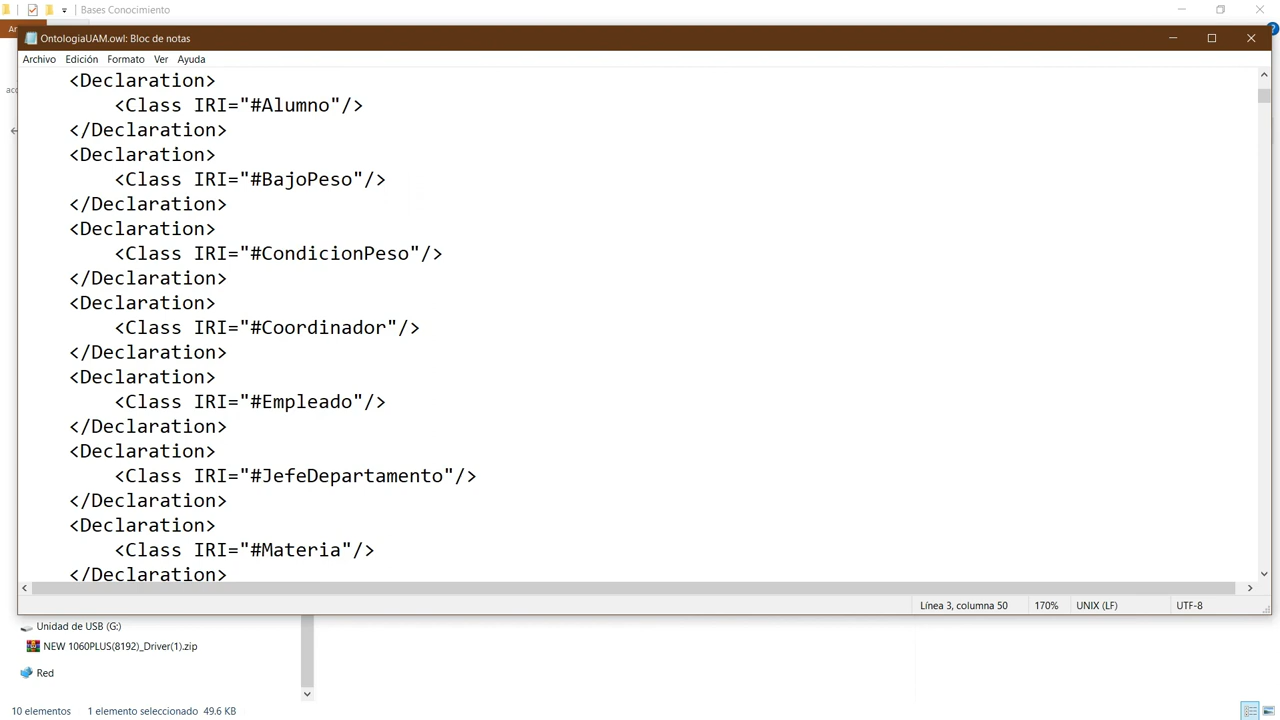 Bases Conocimiento
Ar
OntologiaUAM.owl: Bloc de notas
Archivo Edición Formato Ver Ayuda
<Declaration>
<Class IRI="#Alumno"/>
</Declaration>
<Declaration>
<Class IRI="#BajoPeso"/>
</Declaration>
<Declaration>
<Class IRI="#CondicionPeso"/>
</Declaration>
<Declaration>
<Class IRI="#Coordinador"/>
</Declaration>
<Declaration>
<Class IRI="#Empleado"/>
</Declaration>
<Declaration>
<Class IRI="#JefeDepartamento"/>
</Declaration>
<Declaration>
<Class IRI="#Materia"/>
</Declaration>
Línea 3, columna 50 170% UNIX (LF) UTF-8
Unidad de USB (G:)
NEW 1060PLUS(8192)_Driver(1).zip
Red
10 elementos 1 elemento seleccionado 49.6 KB